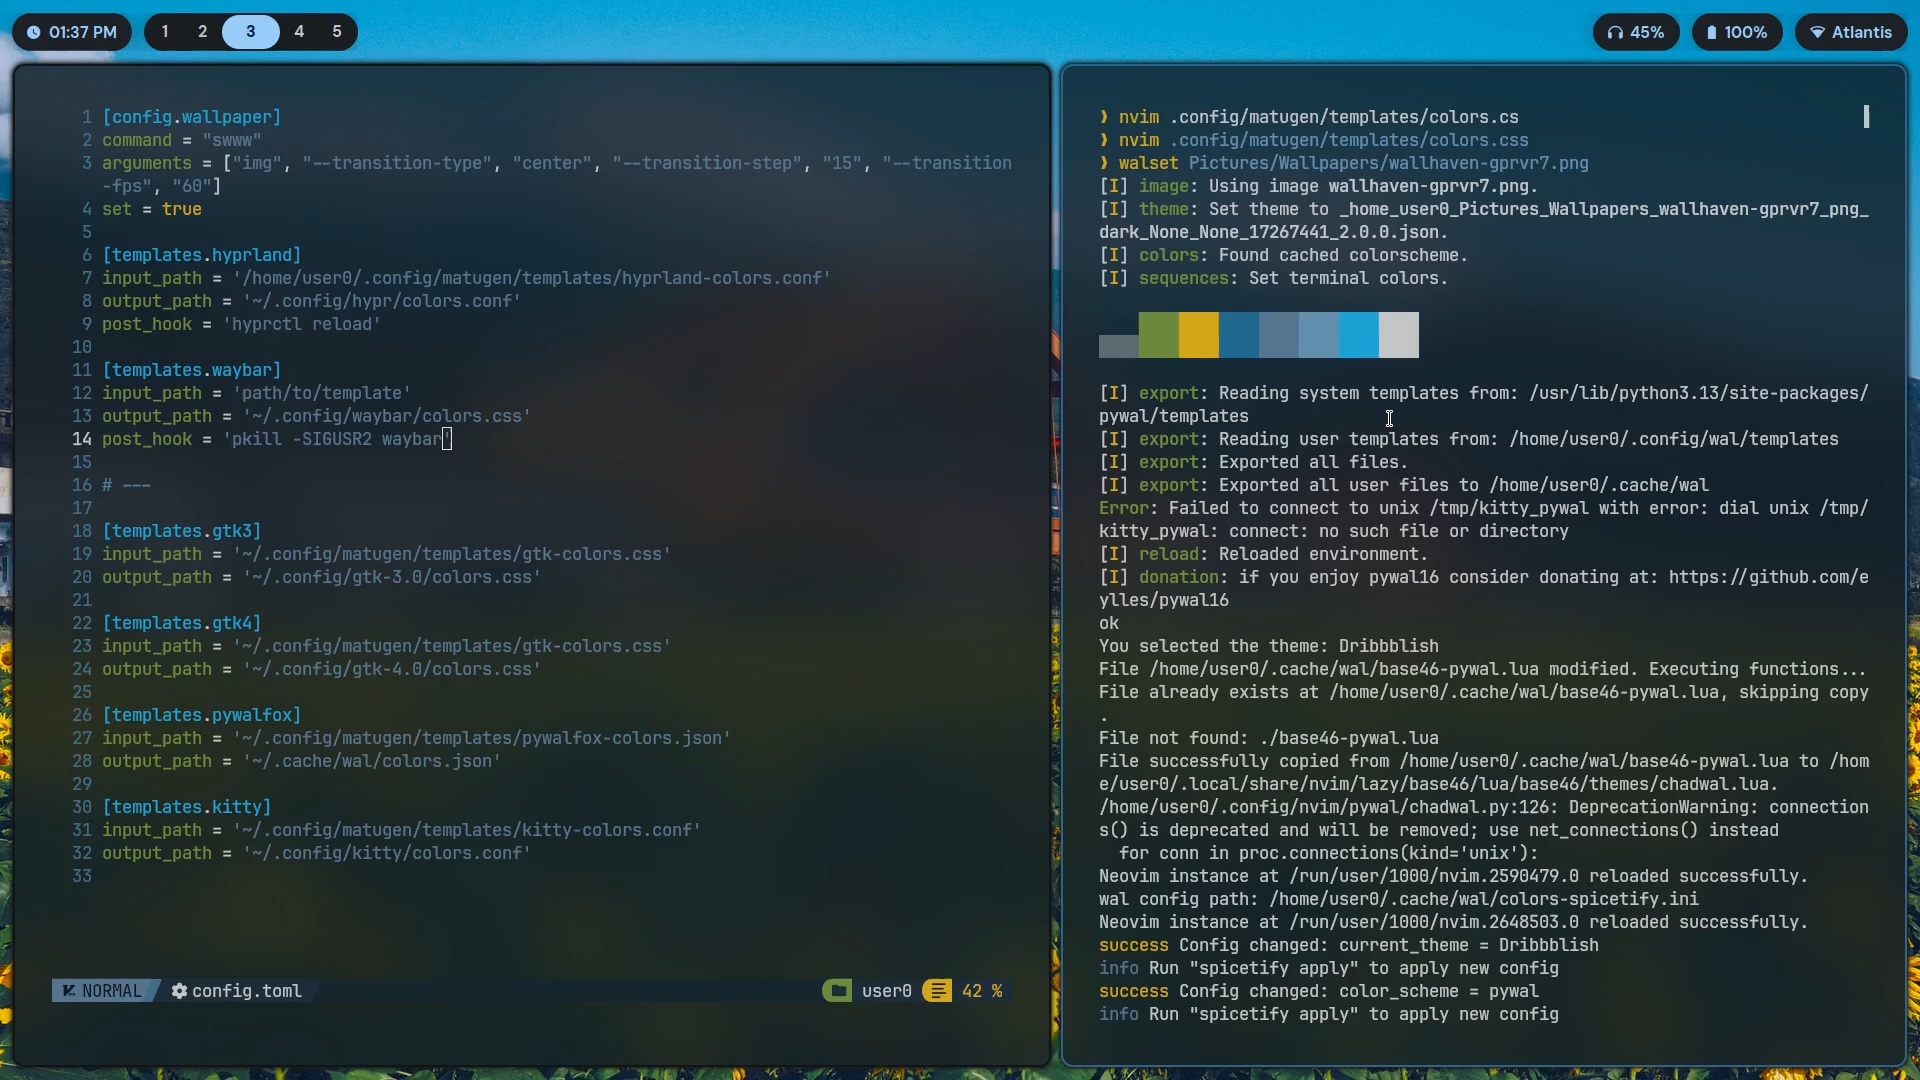 01:37 PM
1 2 3 4 5
45%
100%
Atlantis
1 [config.wallpaper]
2 command = "swww"
3 arguments = ["img", "--transition-type", "center", "--transition-step", "15", "--transition
-fps", "60"]
4 set = true
5
6 [templates.hyprland]
7 input_path = '/home/user0/.config/matugen/templates/hyprland-colors.conf'
8 output_path = '~/.config/hypr/colors.conf'
9 post_hook = 'hyprctl reload'
10
11 [templates.waybar]
12 input_path = 'path/to/template'
13 output_path = '~/.config/waybar/colors.css'
14 post_hook = 'pkill -SIGUSR2 waybar'
15
16 # ---
17
18 [templates.gtk3]
19 input_path = '~/.config/matugen/templates/gtk-colors.css'
20 output_path = '~/.config/gtk-3.0/colors.css'
21
22 [templates.gtk4]
23 input_path = '~/.config/matugen/templates/gtk-colors.css'
24 output_path = '~/.config/gtk-4.0/colors.css'
25
26 [templates.pywalfox]
27 input_path = '~/.config/matugen/templates/pywalfox-colors.json'
28 output_path = '~/.cache/wal/colors.json'
29
30 [templates.kitty]
31 input_path = '~/.config/matugen/templates/kitty-colors.conf'
32 output_path = '~/.config/kitty/colors.conf'
33
NORMAL config.toml user0 42 %
❯ nvim .config/matugen/templates/colors.cs
❯ nvim .config/matugen/templates/colors.css
❯ walset Pictures/Wallpapers/wallhaven-gprvr7.png
[I] image: Using image wallhaven-gprvr7.png.
[I] theme: Set theme to _home_user0_Pictures_Wallpapers_wallhaven-gprvr7_png_
dark_None_None_17267441_2.0.0.json.
[I] colors: Found cached colorscheme.
[I] sequences: Set terminal colors.
[I] export: Reading system templates from: /usr/lib/python3.13/site-packages/
pywal/templates
[I] export: Reading user templates from: /home/user0/.config/wal/templates
[I] export: Exported all files.
[I] export: Exported all user files to /home/user0/.cache/wal
Error: Failed to connect to unix /tmp/kitty_pywal with error: dial unix /tmp/
kitty_pywal: connect: no such file or directory
[I] reload: Reloaded environment.
[I] donation: if you enjoy pywal16 consider donating at: https://github.com/e
ylles/pywal16
ok
You selected the theme: Dribbblish
File /home/user0/.cache/wal/base46-pywal.lua modified. Executing functions...
File already exists at /home/user0/.cache/wal/base46-pywal.lua, skipping copy
.
File not found: ./base46-pywal.lua
File successfully copied from /home/user0/.cache/wal/base46-pywal.lua to /hom
e/user0/.local/share/nvim/lazy/base46/lua/base46/themes/chadwal.lua.
/home/user0/.config/nvim/pywal/chadwal.py:126: DeprecationWarning: connection
s() is deprecated and will be removed; use net_connections() instead
for conn in proc.connections(kind='unix'):
Neovim instance at /run/user/1000/nvim.2590479.0 reloaded successfully.
wal config path: /home/user0/.cache/wal/colors-spicetify.ini
Neovim instance at /run/user/1000/nvim.2648503.0 reloaded successfully.
success Config changed: current_theme = Dribbblish
info Run "spicetify apply" to apply new config
success Config changed: color_scheme = pywal
info Run "spicetify apply" to apply new config